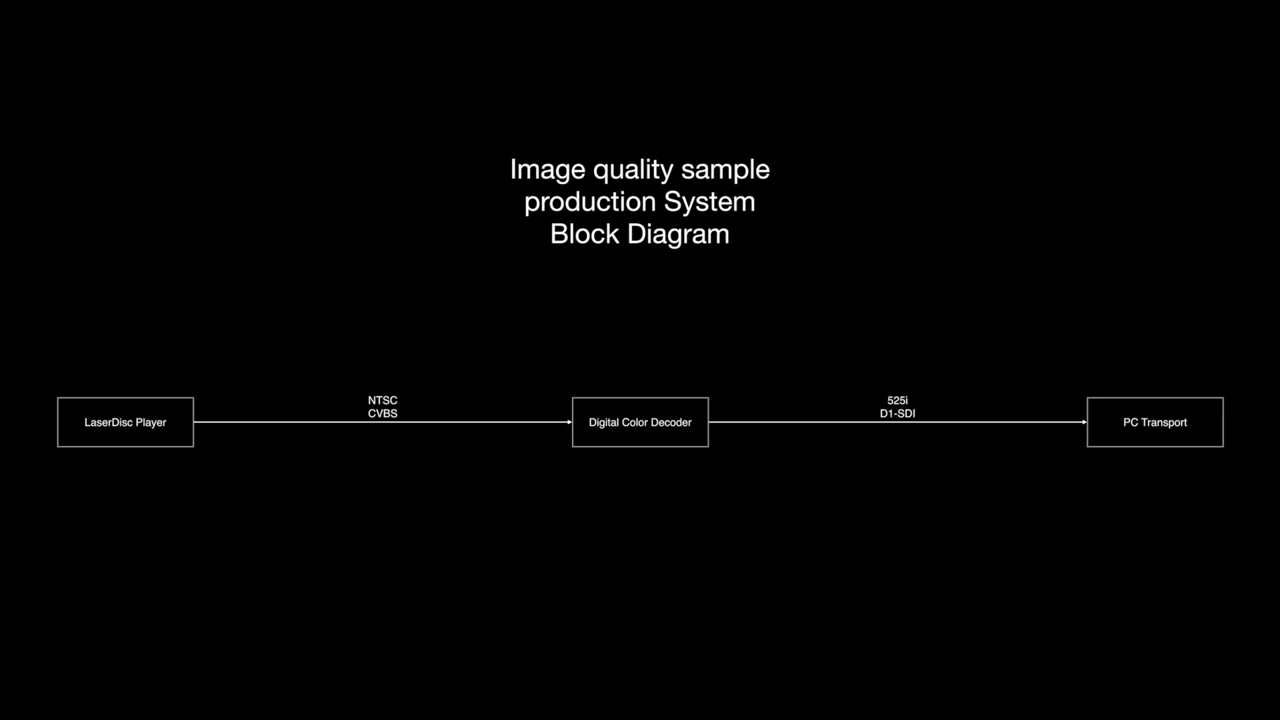 Image quality sample
production System
Block Diagram
NTSC
CVBS
525i
D1-SDI
LaserDisc Player
Digital Color Decoder
PC Transport